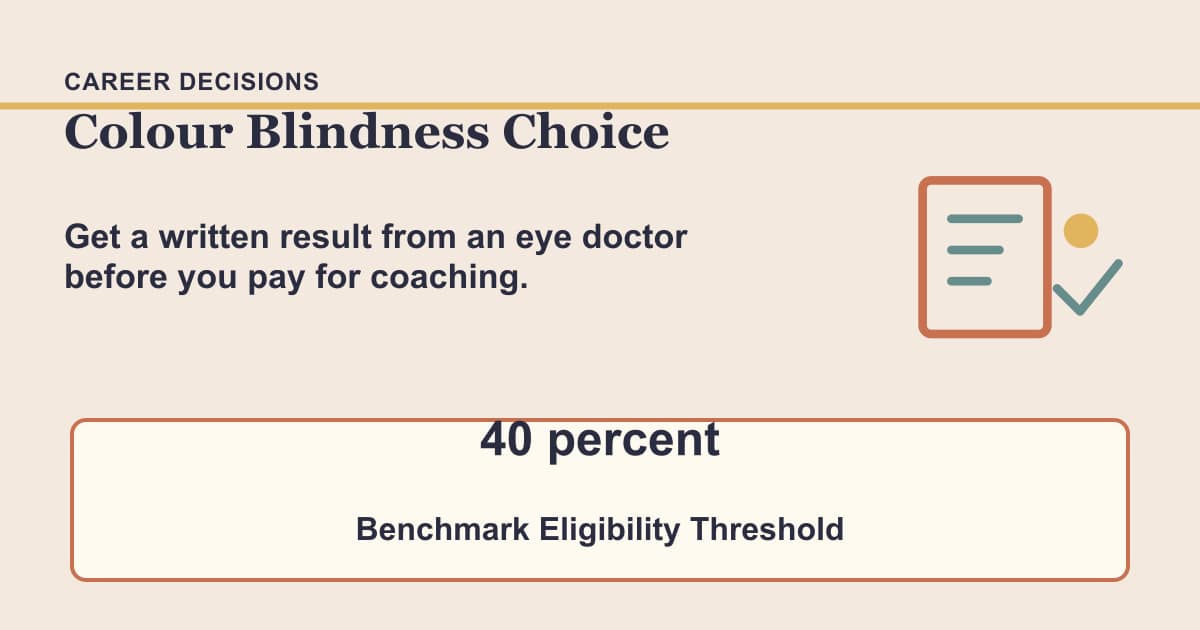 CAREER DECISIONS
Colour Blindness Choice
Get a written result from an eye doctor
before you pay for coaching.
40 percent
Benchmark Eligibility Threshold